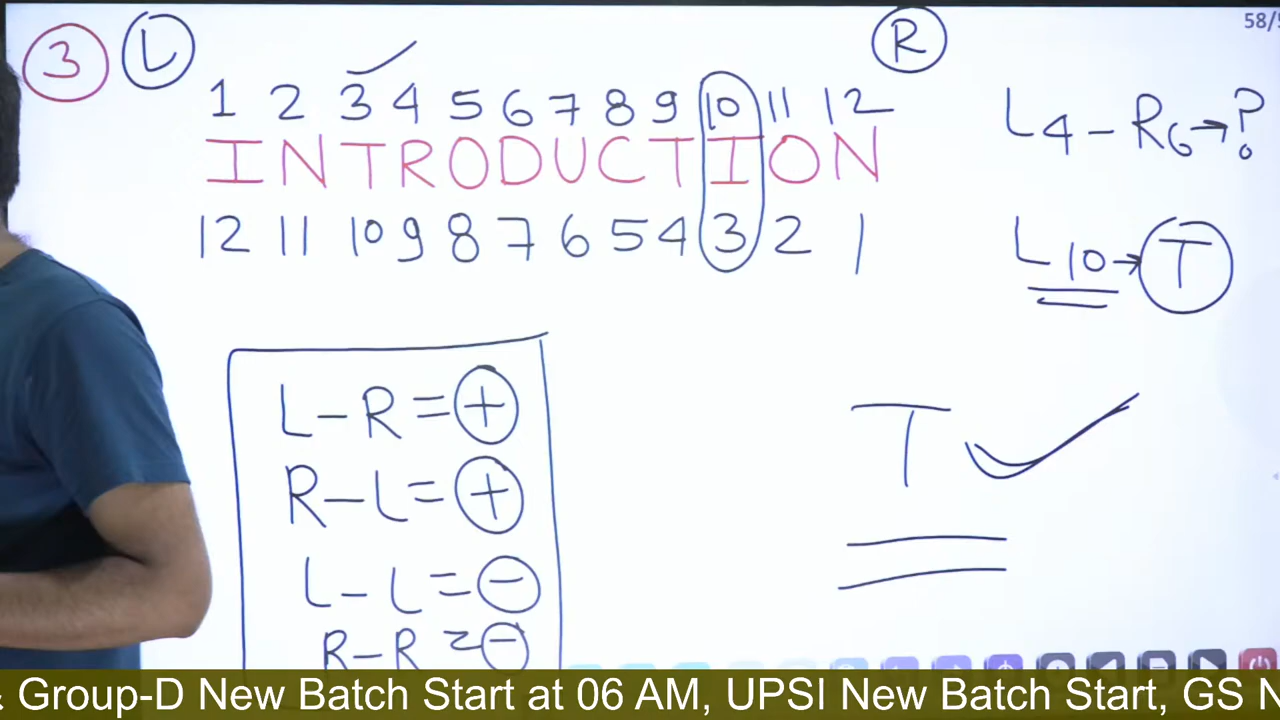 58/
3 L R
1 2 3 4 5 6 7 8 9 10 11 12
INTRODUCTION
12 11 10 9 8 7 6 5 4 3 2 1
L4 - R6 → ?
L10 → T
L - R = +
R - L = +
L - L = -
R - R = -
T
Group-D New Batch Start at 06 AM, UPSI New Batch Start, GS N